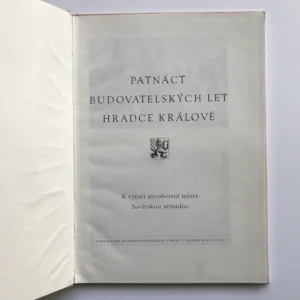 PATNÁCT
BUDOVATELSKÝCH LET
HRADCE KRÁLOVÉ
K výročí osvobození města
Sovětskou armádou.